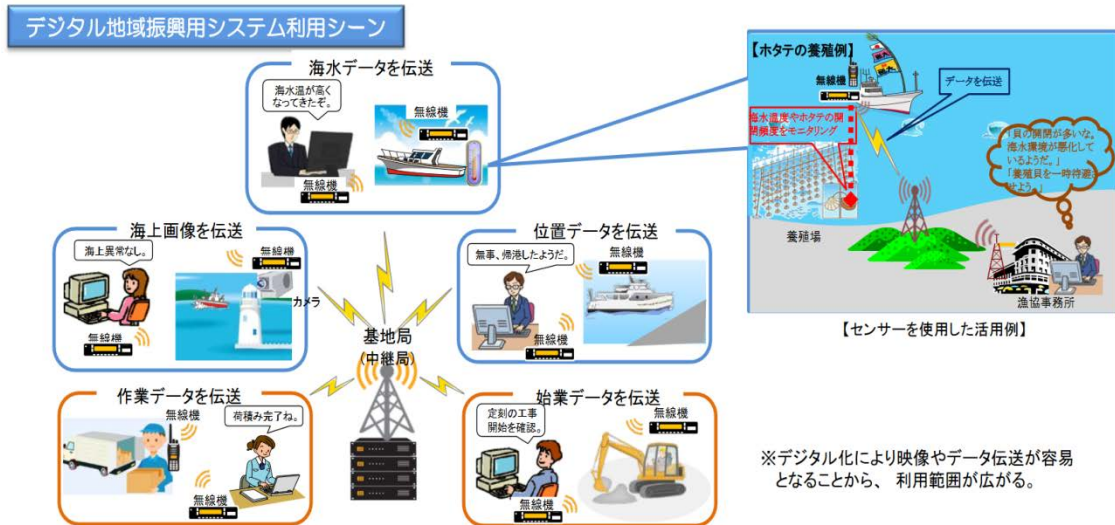 デジタル地域振興用システム利用シーン
海水データを伝送
海水温が高く
なってきたぞ。
無線機
無線機
海上画像を伝送
海上異常なし。
無線機
カメラ
無線機
位置データを伝送
無事、帰港したようだ。
無線機
無線機
基地局
(中継局)
作業データを伝送
無線機
荷積み完了ね。
無線機
始業データを伝送
定刻の工事
開始を確認。
無線機
無線機
【ホタテの養殖例】
無線機
データを伝送
海水温度やホタテの開
閉頻度をモニタリング
「貝の開閉が多いな。
海水環境が悪化して
いるようだ。」
「養殖貝を一時待避
せよう。」
養殖場
漁協事務所
【センサーを使用した活用例】
※デジタル化により映像やデータ伝送が容易
となることから、 利用範囲が広がる。